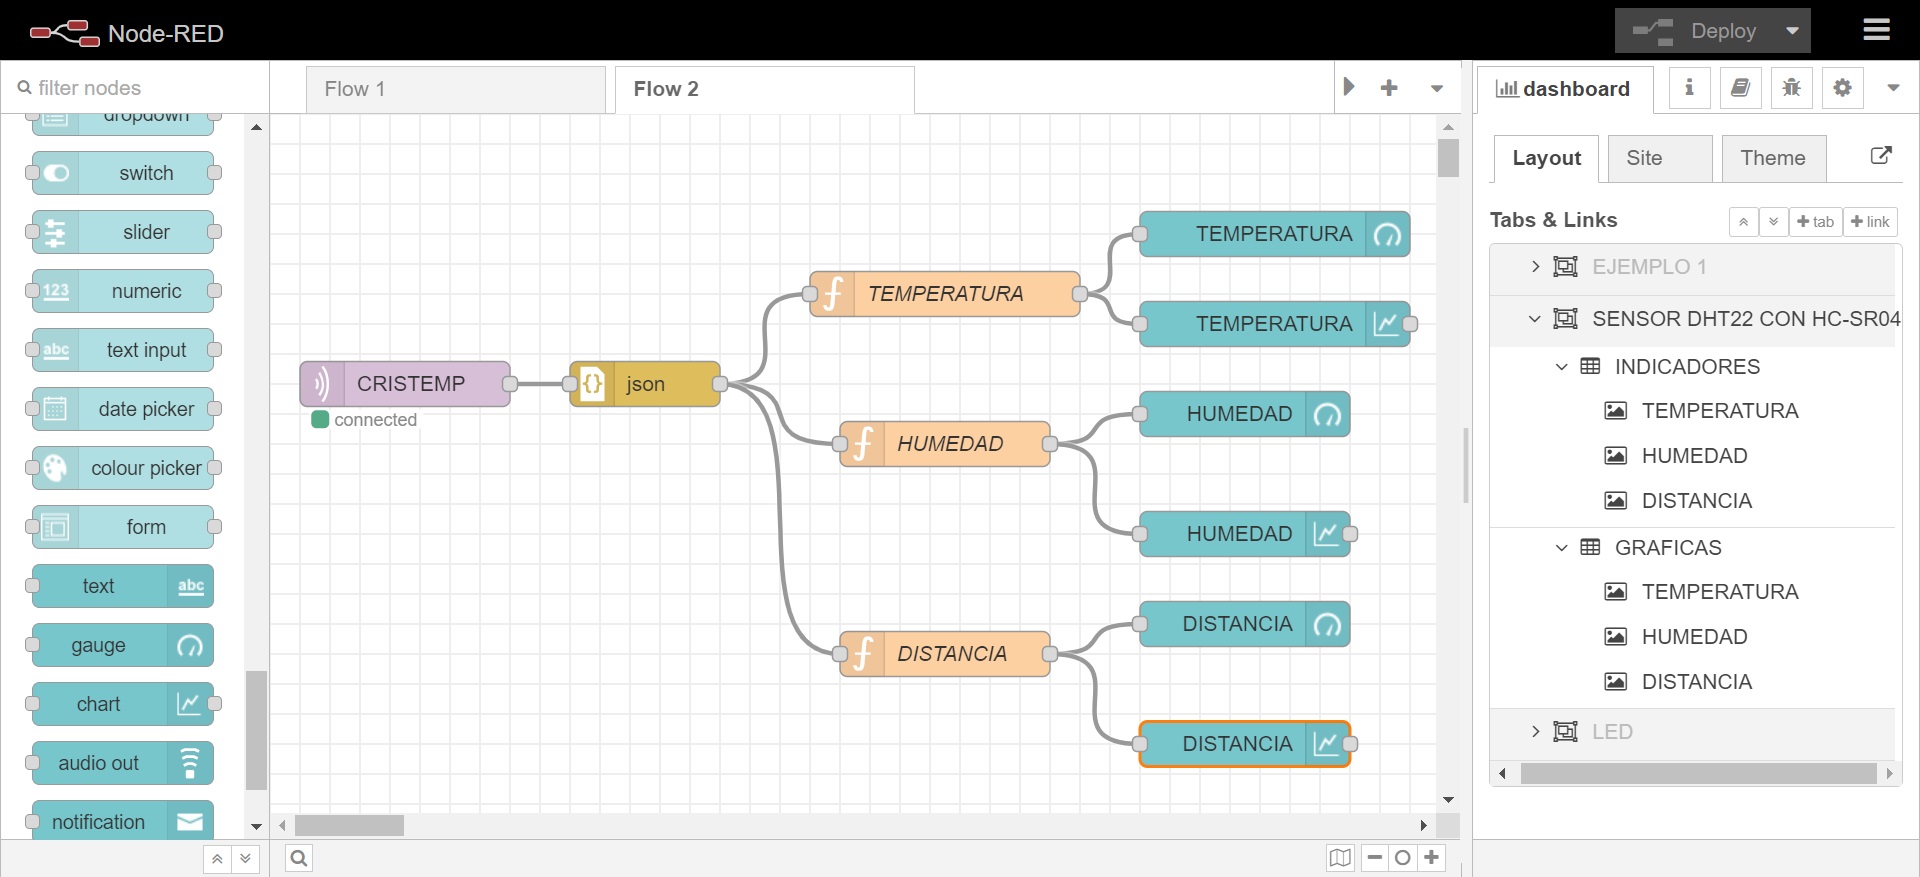 Node-RED
Deploy
filter nodes
Flow 1
Flow 2
dashboard
i
dropdown
switch
slider
123 numeric
abc text input
date picker
colour picker
form
text abc
gauge
chart
audio out
notification
CRISTEMP
connected
json
TEMPERATURA
HUMEDAD
DISTANCIA
TEMPERATURA
TEMPERATURA
HUMEDAD
HUMEDAD
DISTANCIA
DISTANCIA
Layout
Site
Theme
Tabs & Links
+ tab
+ link
EJEMPLO 1
SENSOR DHT22 CON HC-SR04
INDICADORES
TEMPERATURA
HUMEDAD
DISTANCIA
GRAFICAS
TEMPERATURA
HUMEDAD
DISTANCIA
LED